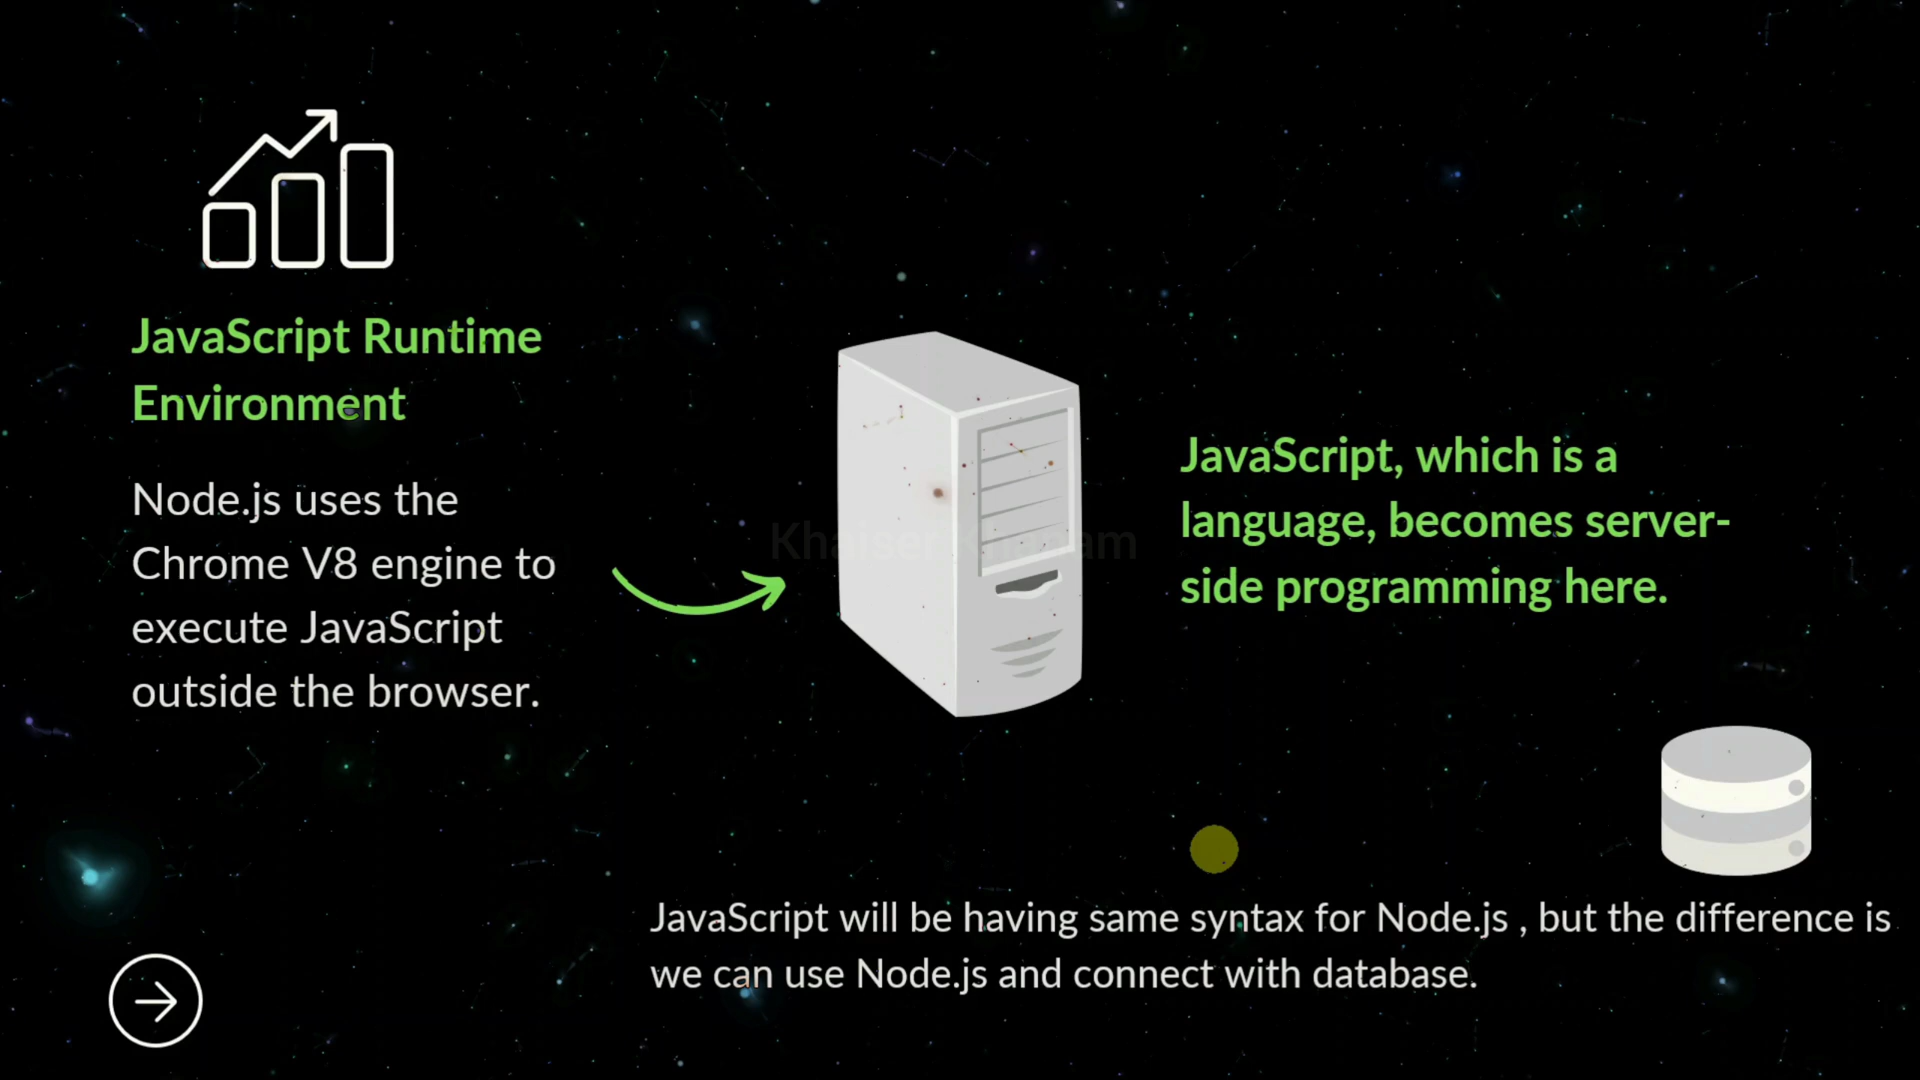 JavaScript Runtime
Environment
Node.js uses the
Chrome V8 engine to
execute JavaScript
outside the browser.
JavaScript, which is a
language, becomes server-
side programming here.
JavaScript will be having same syntax for Node.js , but the difference is
we can use Node.js and connect with database.